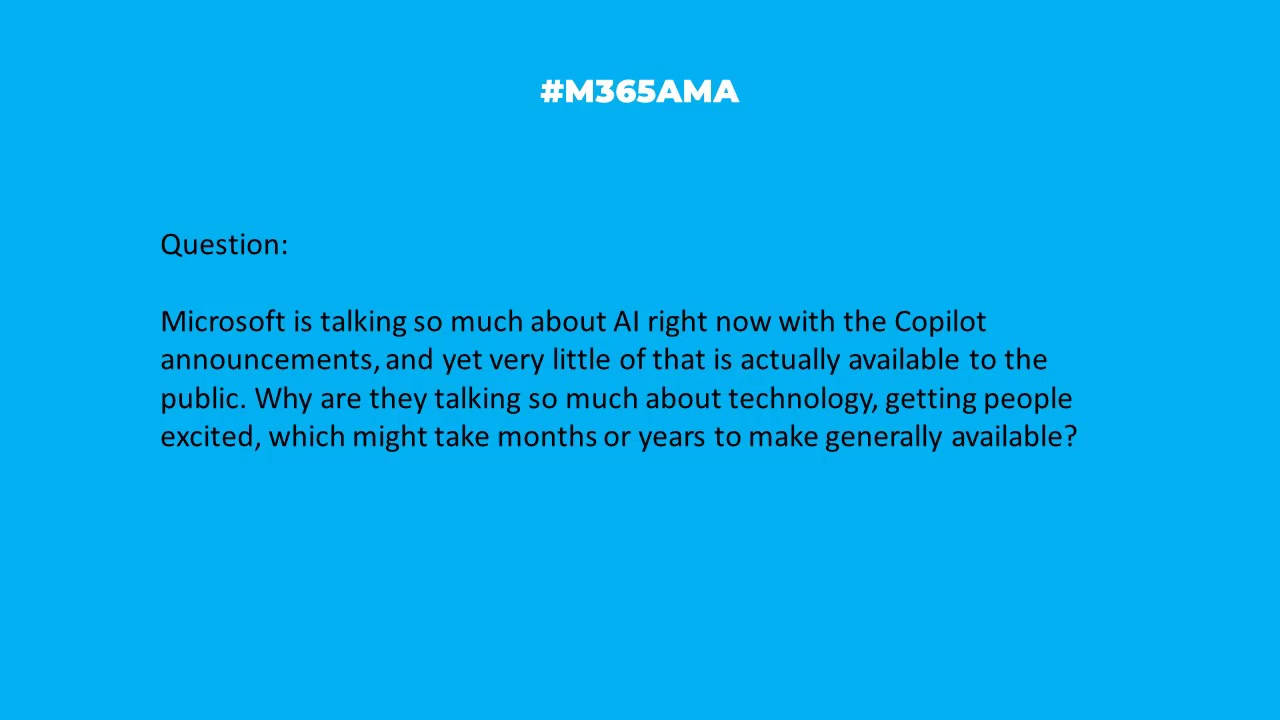 #M365AMA
Question:
Microsoft is talking so much about AI right now with the Copilot
announcements, and yet very little of that is actually available to the
public. Why are they talking so much about technology, getting people
excited, which might take months or years to make generally available?